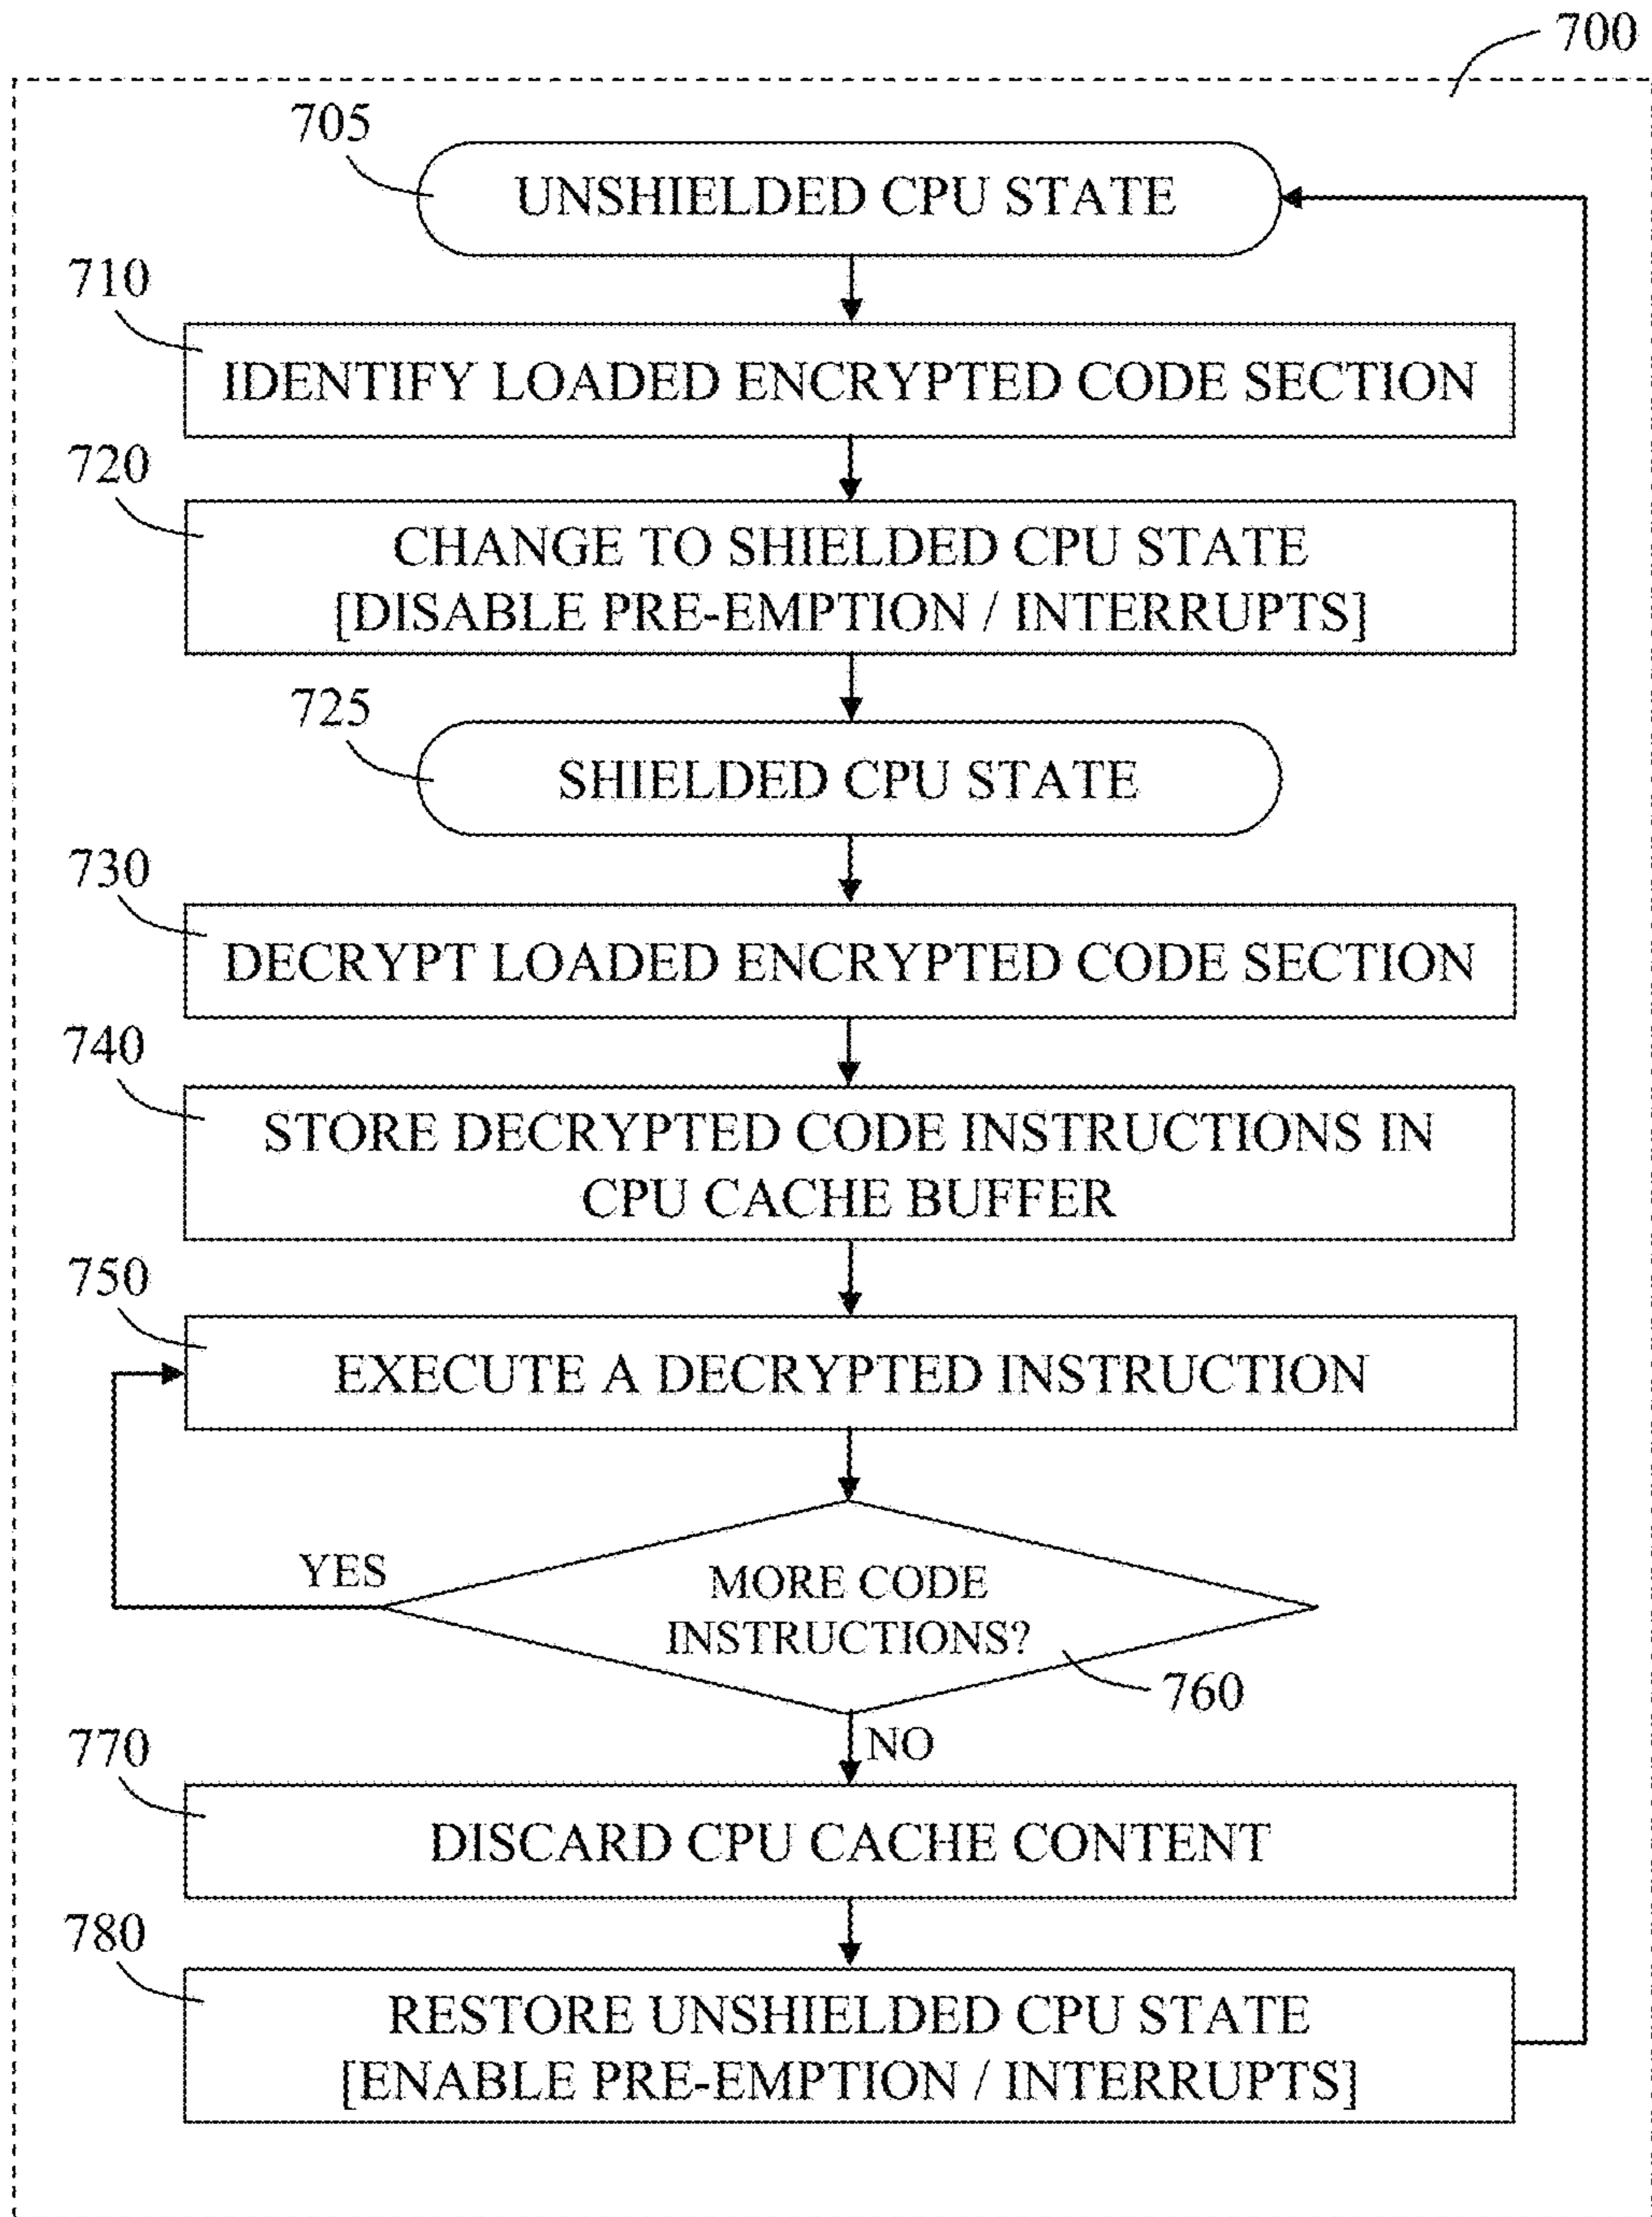 700
705
UNSHIELDED CPU STATE
710
IDENTIFY LOADED ENCRYPTED CODE SECTION
720
CHANGE TO SHIELDED CPU STATE
[DISABLE PRE-EMPTION / INTERRUPTS]
725
SHIELDED CPU STATE
730
DECRYPT LOADED ENCRYPTED CODE SECTION
740
STORE DECRYPTED CODE INSTRUCTIONS IN
CPU CACHE BUFFER
750
EXECUTE A DECRYPTED INSTRUCTION
YES
MORE CODE
INSTRUCTIONS?
760
NO
770
DISCARD CPU CACHE CONTENT
780
RESTORE UNSHIELDED CPU STATE
[ENABLE PRE-EMPTION / INTERRUPTS]